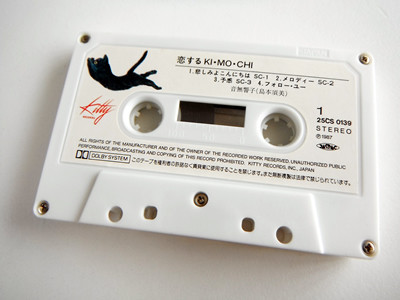 恋するKI・MO・CHI
1.悲しみよこんにちは SC-1 2.メロディー SC-2
3.予感 SC-3 4.フォロー・ユー
音無響子(島本須美)
Kitty
RECORDS
1
25CS 0139
STEREO
Ⓟ1987
ALL RIGHTS OF THE MANUFACTURER AND OF THE OWNER OF THE RECORDED WORK RESERVED. UNAUTHORIZED PUBLIC
PERFORMANCE, BROADCASTING AND COPYING OF THIS RECORD PROHIBITED. KITTY RECORDS, INC., JAPAN
DOLBY SYSTEM
このテープを権利者の許諾なく賃貸業に使用することを禁じます。また無断複製は法律で禁じられています。